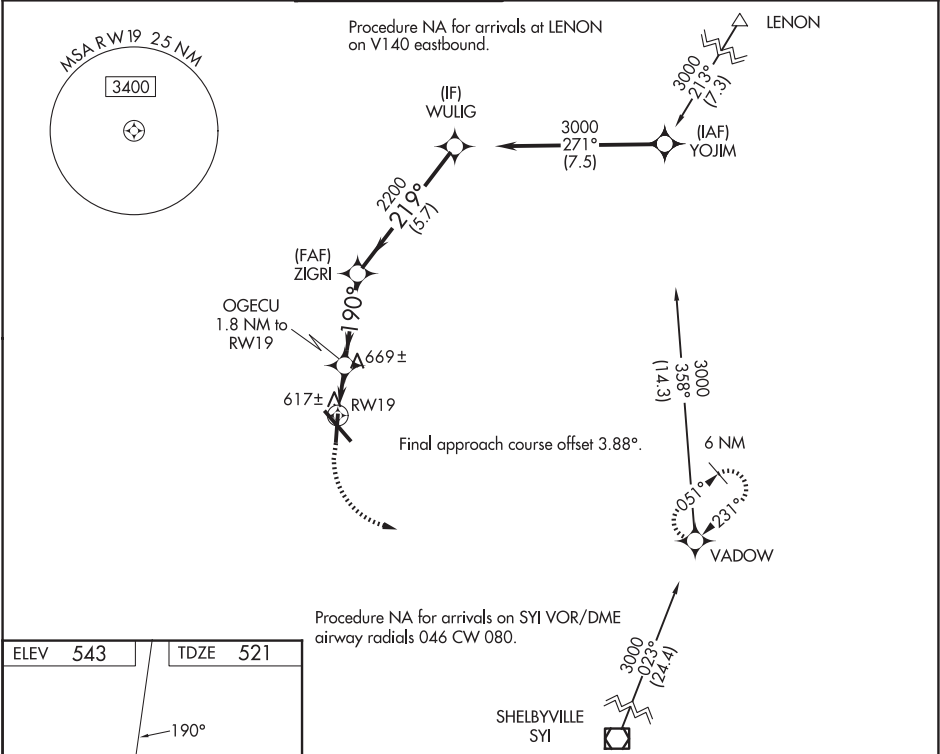 Procedure NA for arrivals at LENON
on V140 eastbound.
LENON
MSA RW19 25 NM
3400
3000
213°
(7.3)
(IF)
WULIG
3000
271°
(7.5)
(IAF)
YOJIM
2200
219°
(5.7)
(FAF)
ZIGRI
190°
OGECU
1.8 NM to
RW19
669±
617±
RW19
3000
358°
(14.3)
Final approach course offset 3.88°.
6 NM
051°
231°
VADOW
Procedure NA for arrivals on SYI VOR/DME
airway radials 046 CW 080.
3000
023°
(24.4)
SHELBYVILLE
SYI
ELEV 543
TDZE 521
190°